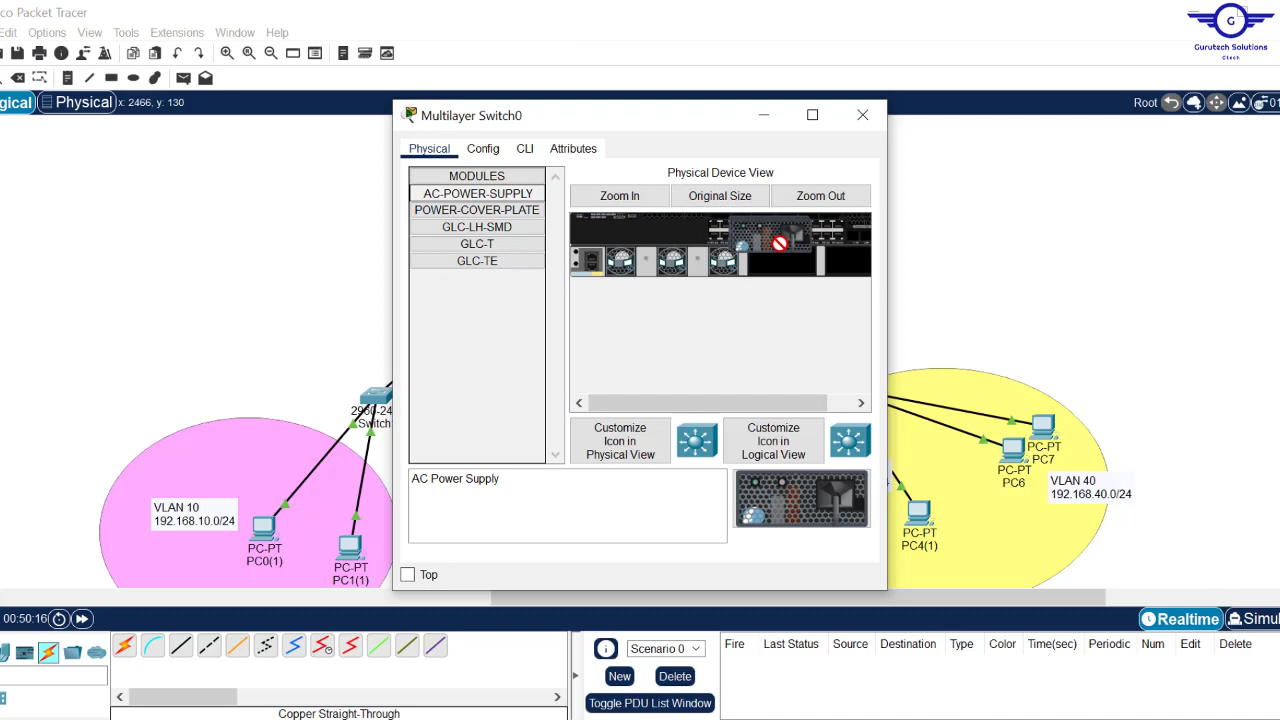 co Packet Tracer
Edit Options View Tools Extensions Window Help
G
Gurutech Solutions
Gtech
gical Physical x: 2466, y: 130 Root
Multilayer Switch0
Physical Config CLI Attributes
MODULES
AC-POWER-SUPPLY
POWER-COVER-PLATE
GLC-LH-SMD
GLC-T
GLC-TE
Physical Device View
Zoom In Original Size Zoom Out
Customize
Icon in
Physical View
Customize
Icon in
Logical View
AC Power Supply
Top
Switch
VLAN 10
192.168.10.0/24
PC-PT
PC0(1)
PC-PT
PC1(1)
PC-PT
PC7
PC-PT
PC6
VLAN 40
192.168.40.0/24
PC-PT
PC4(1)
00:50:16
Realtime Simul
Scenario 0
New Delete
Toggle PDU List Window
Fire Last Status Source Destination Type Color Time(sec) Periodic Num Edit Delete
Copper Straight-Through